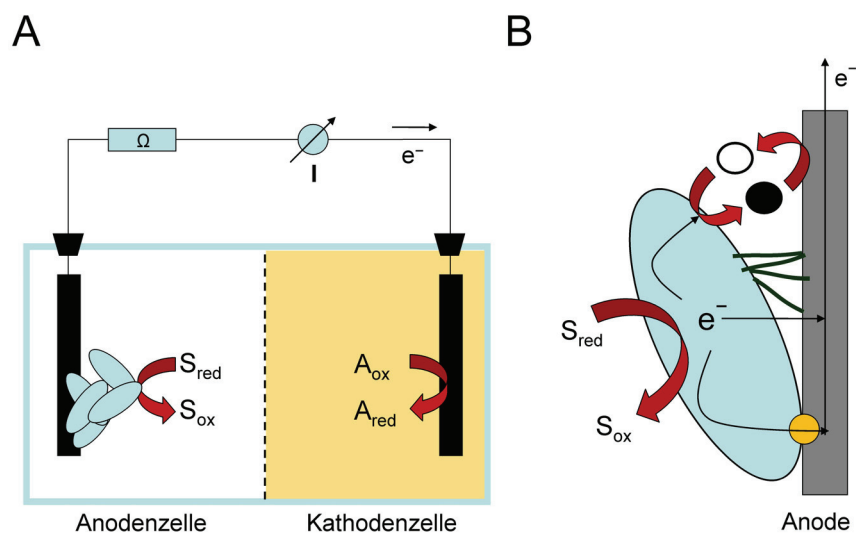 A
Ω
I
e⁻
S_red
S_ox
A_ox
A_red
Anodenzelle
Kathodenzelle
B
e⁻
e⁻
S_red
S_ox
Anode